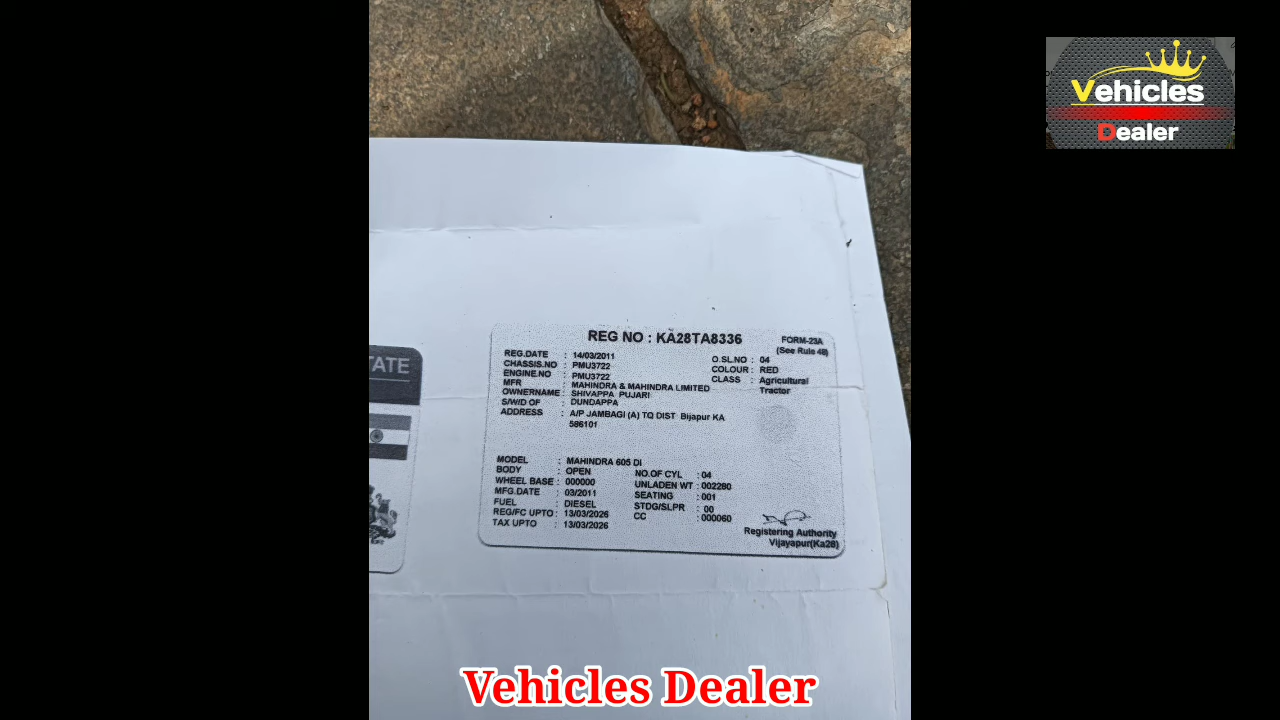 Vehicles
Dealer
TATE
REG NO : KA28TA8336
FORM-23A
(See Rule 48)
REG.DATE : 14/03/2011
O.SL.NO : 04
CHASSIS.NO : PMU3722
COLOUR : RED
ENGINE.NO : PMU3722
CLASS : Agricultural
Tractor
MFR : MAHINDRA & MAHINDRA LIMITED
OWNERNAME : SHIVAPPA PUJARI
S/W/D OF : DUNDAPPA
ADDRESS : A/P JAMBAGI (A) TQ DIST Bijapur KA
586101
MODEL : MAHINDRA 605 DI
BODY : OPEN
NO.OF CYL : 04
WHEEL BASE : 000000
UNLADEN WT : 002280
MFG.DATE : 03/2011
SEATING : 001
FUEL : DIESEL
STDG/SLPR : 00
REG/FC UPTO : 13/03/2026
CC : 000060
TAX UPTO : 13/03/2026
Registering Authority
Vijayapur(Ka28)
Vehicles Dealer